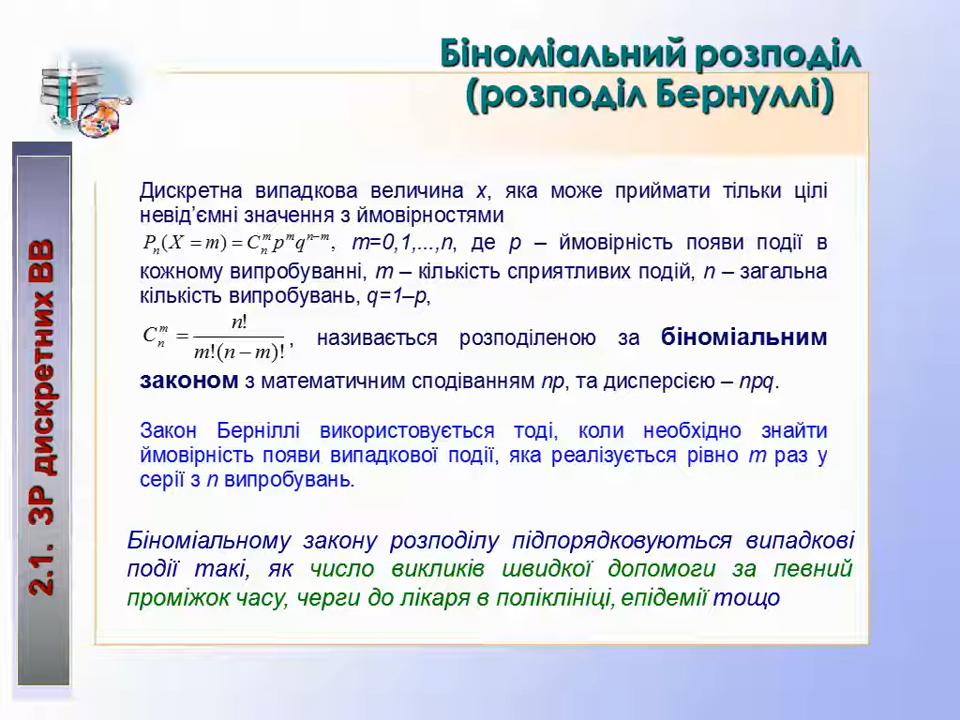 Біноміальний розподіл
(розподіл Бернуллі)
2.1. ЗР дискретних ВВ
Дискретна випадкова величина x, яка може приймати тільки цілі
невід’ємні значення з ймовірностями
Pₙ(X = m) = Cₙᵐ pᵐ qⁿ⁻ᵐ, m=0,1,...,n, де p – ймовірність появи події в
кожному випробуванні, m – кількість сприятливих подій, n – загальна
кількість випробувань, q=1–p,
Cₙᵐ = n! / m!(n – m)! , називається розподіленою за біноміальним
законом з математичним сподіванням np, та дисперсією – npq.
Закон Берніллі використовується тоді, коли необхідно знайти
ймовірність появи випадкової події, яка реалізується рівно m раз у
серії з n випробувань.
Біноміальному закону розподілу підпорядковуються випадкові
події такі, як число викликів швидкої допомоги за певний
проміжок часу, черги до лікаря в поліклініці, епідемії тощо